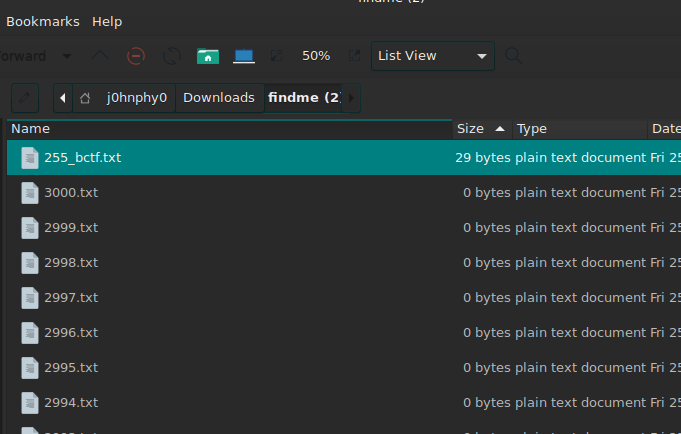 findme (2)
Bookmarks Help
orward 50% List View
j0hnphy0 Downloads findme (2)
Name Size Type Date
255_bctf.txt 29 bytes plain text document Fri 25
3000.txt 0 bytes plain text document Fri 25
2999.txt 0 bytes plain text document Fri 25
2998.txt 0 bytes plain text document Fri 25
2997.txt 0 bytes plain text document Fri 25
2996.txt 0 bytes plain text document Fri 25
2995.txt 0 bytes plain text document Fri 25
2994.txt 0 bytes plain text document Fri 25